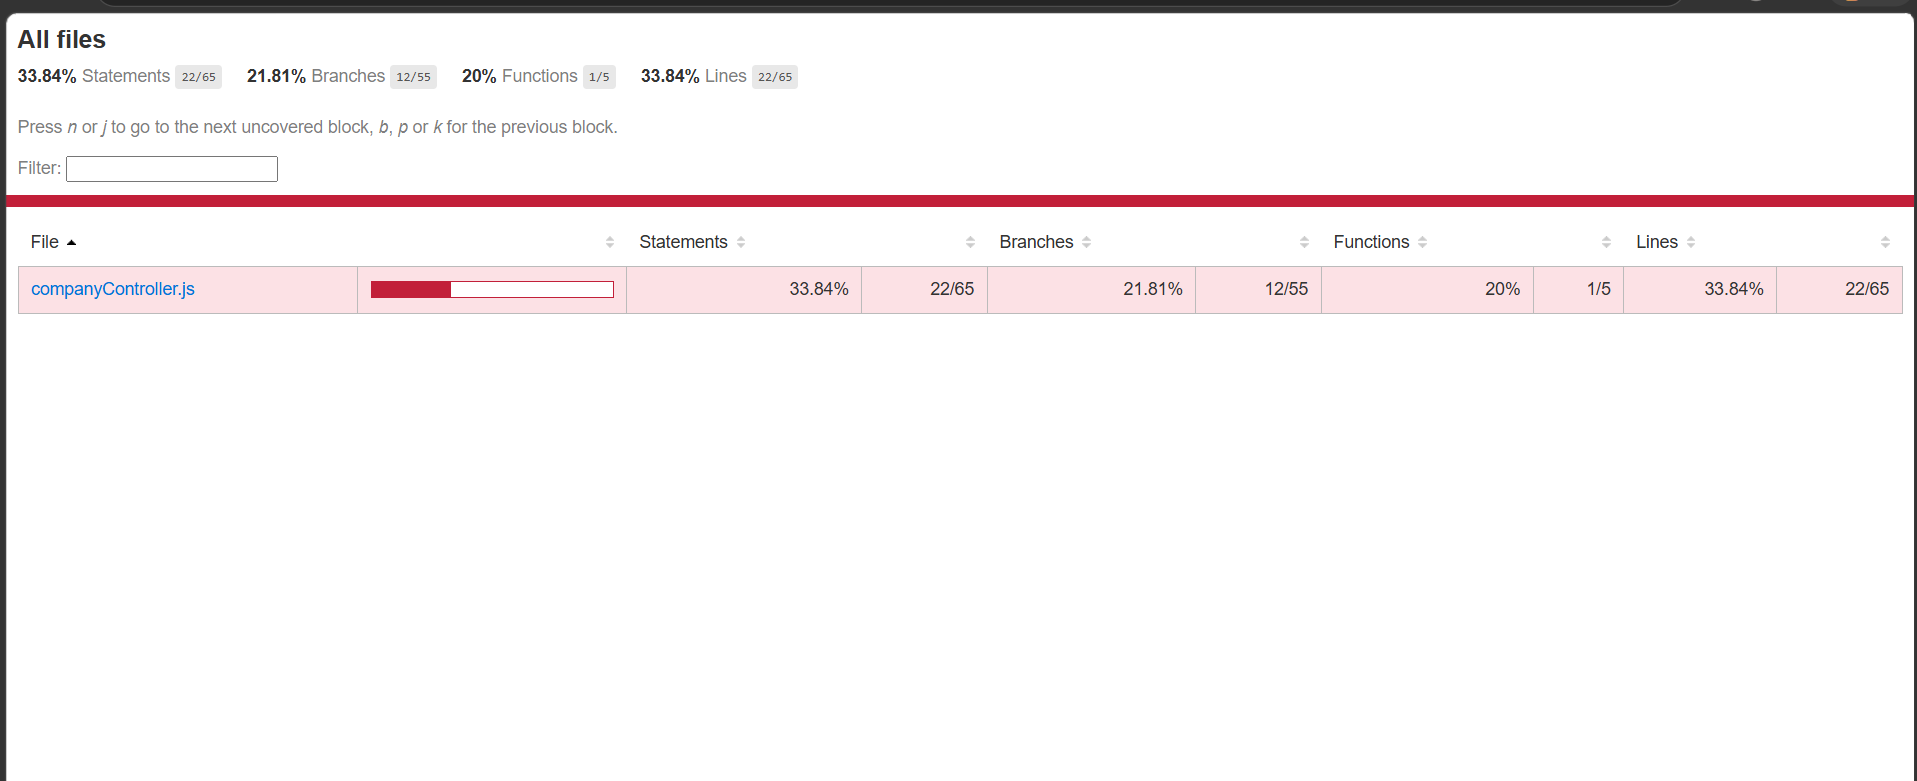 All files
33.84% Statements 22/65 21.81% Branches 12/55 20% Functions 1/5 33.84% Lines 22/65
Press n or j to go to the next uncovered block, b, p or k for the previous block.
Filter:
File Statements Branches Functions Lines
companyController.js 33.84% 22/65 21.81% 12/55 20% 1/5 33.84% 22/65